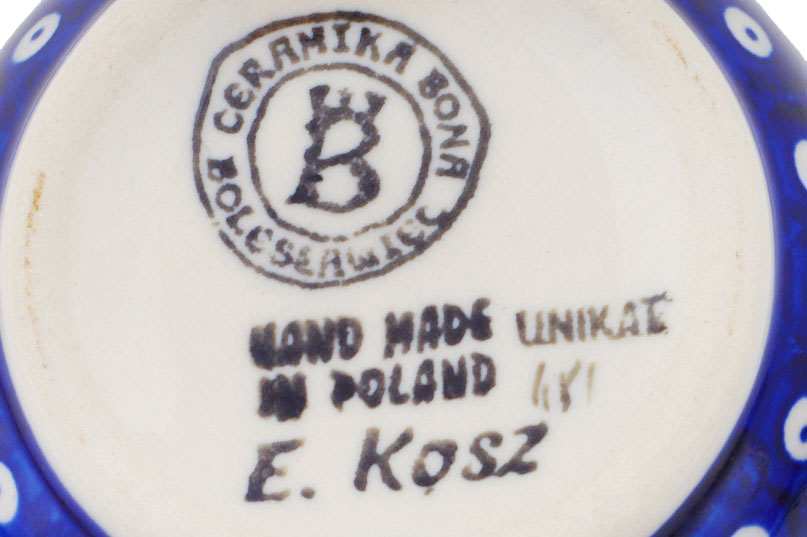 CERAMIKA BONA
BOLESŁAWIEC
B
HAND MADE UNIKAT
IN POLAND
E. KOSZ